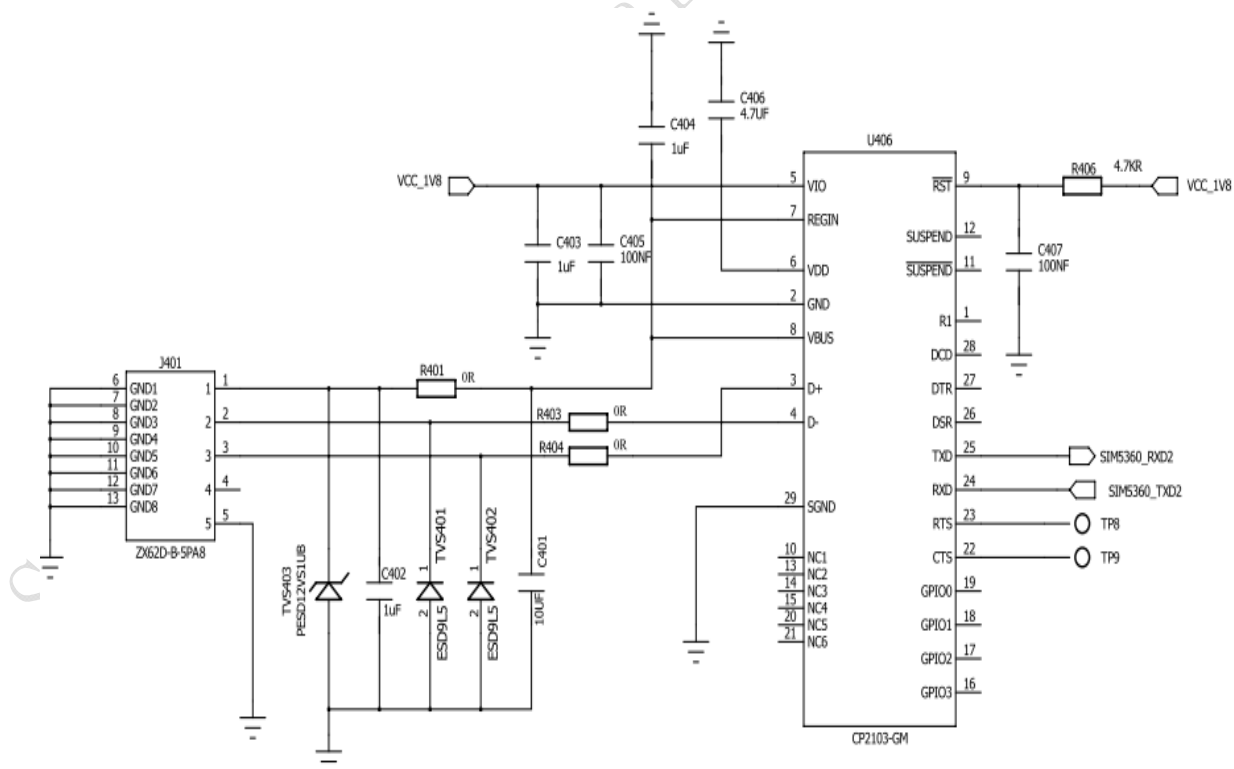 C406
4.7UF
C404
1uF
U406
VCC_1V8
5
VIO
RST
9
R406
4.7KR
VCC_1V8
7
REGIN
SUSPEND
12
C403
1uF
C405
100NF
6
VDD
SUSPEND
11
C407
100NF
2
GND
R1
1
8
VBUS
DCD
28
J401
R401
0R
3
D+
DTR
27
6
GND1
1
1
7
GND2
8
GND3
2
2
R403
0R
4
D-
DSR
26
9
GND4
10
GND5
3
3
R404
0R
TXD
25
SIM5360_RXD2
11
GND6
12
GND7
4
4
RXD
24
SIM5360_TXD2
13
GND8
29
SGND
5
5
RTS
23
TP8
ZX62D-B-5PA8
10
NC1
CTS
22
TP9
13
NC2
14
NC3
GPIO0
19
15
NC4
20
NC5
GPIO1
18
21
NC6
GPIO2
17
GPIO3
16
TVS403
PESD12VS1UB
C402
1uF
TVS401
1
2
ESD9L5
TVS402
1
2
ESD9L5
C401
10UF
CP2103-GM